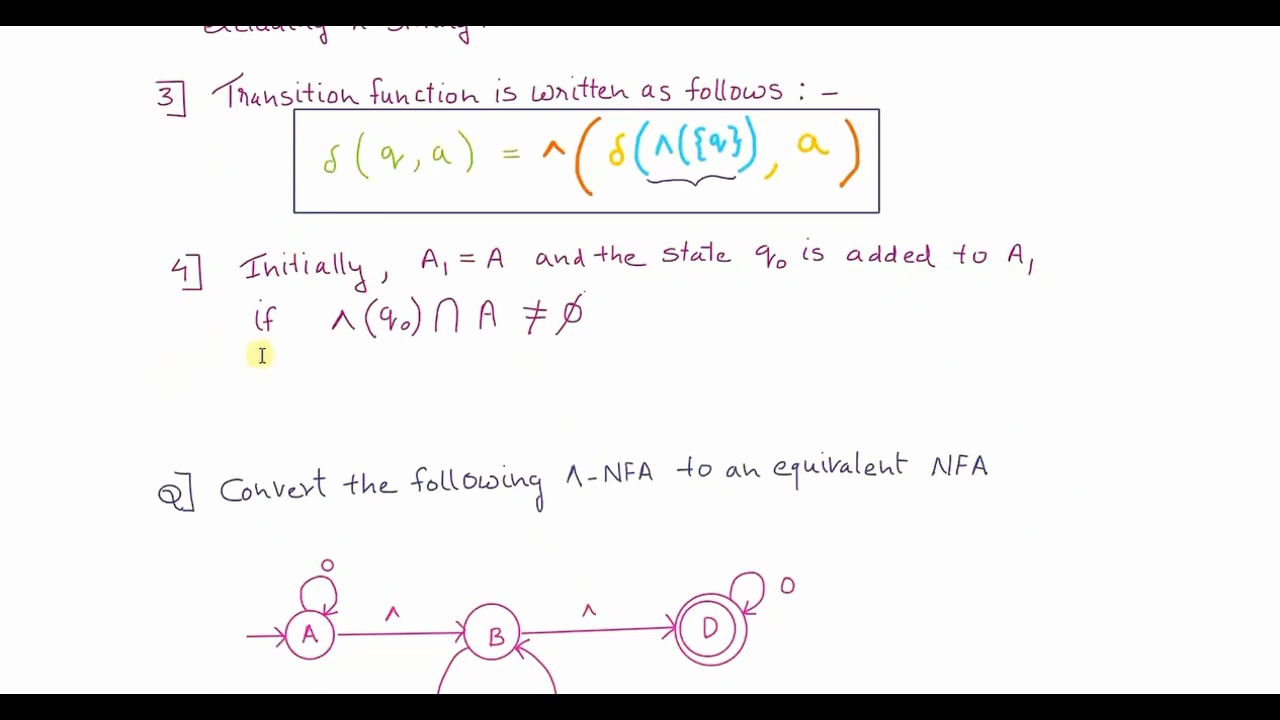 3] Transition function is written as follows : -
δ(q,a) = ^(δ(^({q}), a)
4] Initially, A₁ = A and the state q₀ is added to A₁
if ^(q₀) ∩ A ≠ ∅
Q] Convert the following ^-NFA to an equivalent NFA
0
0
^
^
A
B
D